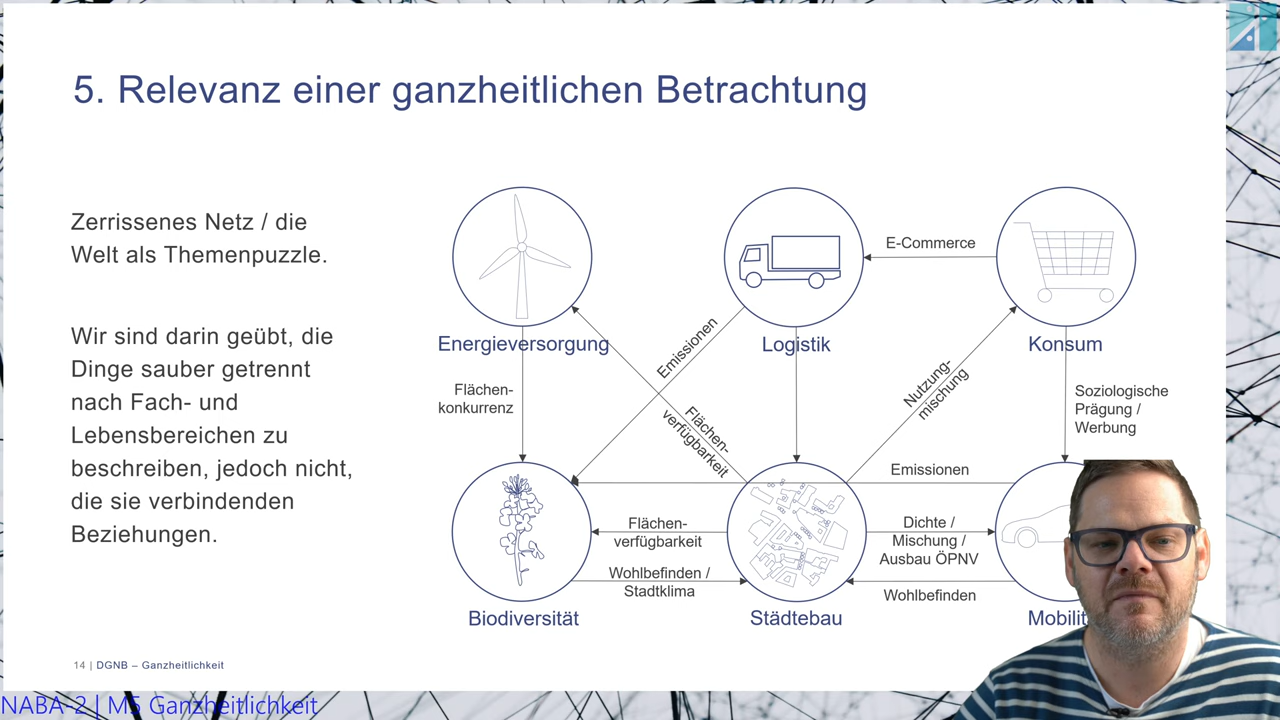 5. Relevanz einer ganzheitlichen Betrachtung
Zerrissenes Netz / die
Welt als Themenpuzzle.
Wir sind darin geübt, die
Dinge sauber getrennt
nach Fach- und
Lebensbereichen zu
beschreiben, jedoch nicht,
die sie verbindenden
Beziehungen.
E-Commerce
Energieversorgung
Logistik
Konsum
Emissionen
Nutzung-
mischung
Flächen-
konkurrenz
Flächen-
verfügbarkeit
Soziologische
Prägung /
Werbung
Emissionen
Flächen-
verfügbarkeit
Dichte /
Mischung /
Ausbau ÖPNV
Wohlbefinden /
Stadtklima
Wohlbefinden
Biodiversität
Städtebau
Mobilit
14 | DGNB – Ganzheitlichkeit
NABA-2 | M5 Ganzheitlichkeit